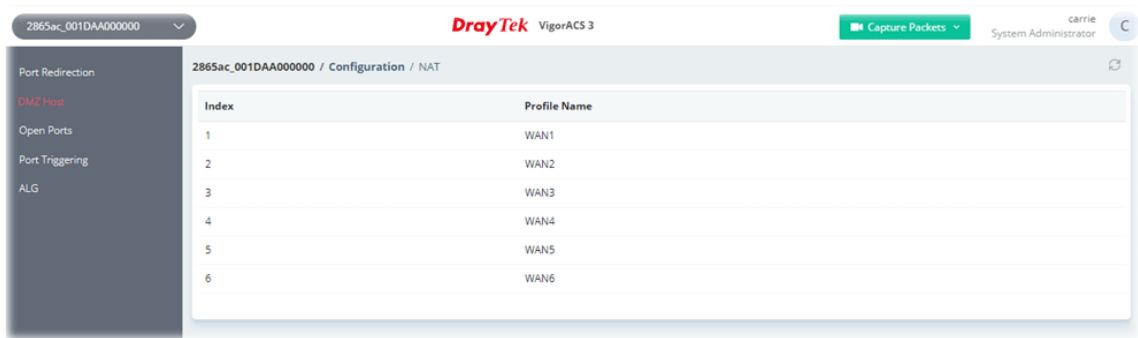 2865ac_001DAA000000
DrayTek VigorACS 3
Capture Packets
carrie
System Administrator
C
Port Redirection
DMZ Host
Open Ports
Port Triggering
ALG
2865ac_001DAA000000 / Configuration / NAT
Index Profile Name
1 WAN1
2 WAN2
3 WAN3
4 WAN4
5 WAN5
6 WAN6